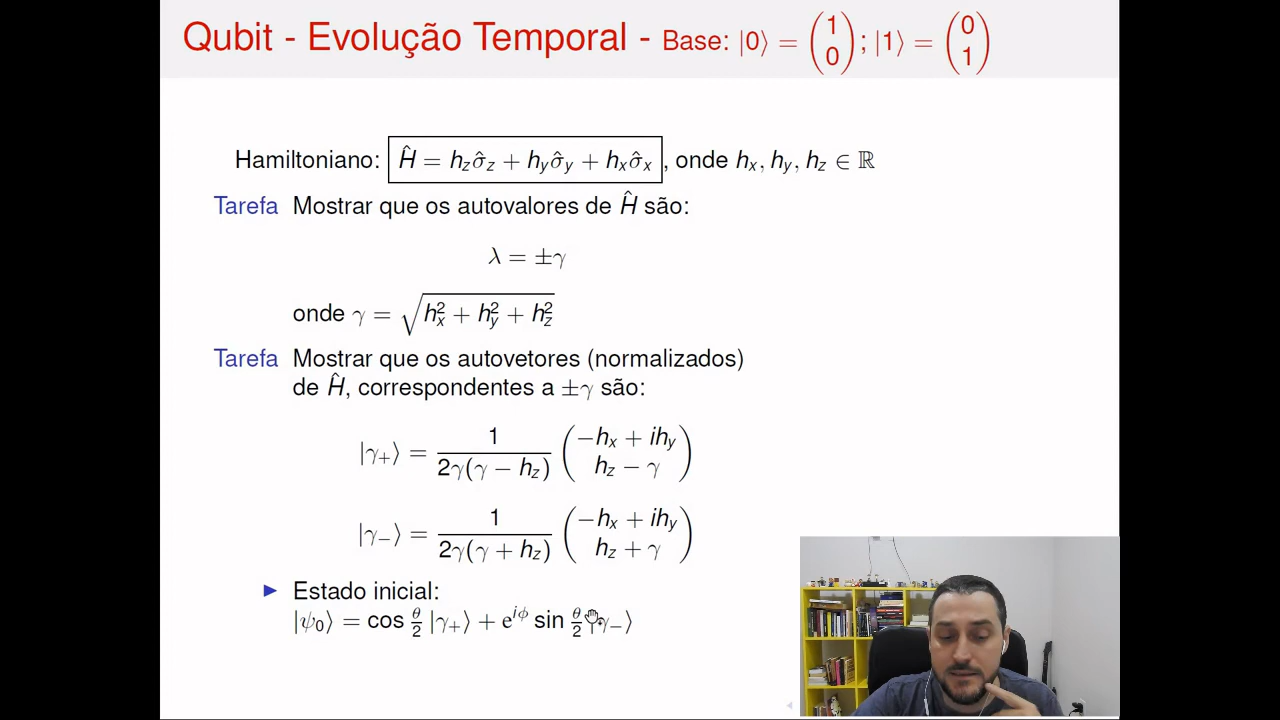 Qubit - Evolução Temporal - Base: |0⟩ = (1 0); |1⟩ = (0 1)
Hamiltoniano: Ĥ = h_z σ̂_z + h_y σ̂_y + h_x σ̂_x, onde h_x, h_y, h_z ∈ ℝ
Tarefa Mostrar que os autovalores de Ĥ são:
λ = ±γ
onde γ = √(h_x² + h_y² + h_z²)
Tarefa Mostrar que os autovetores (normalizados)
de Ĥ, correspondentes a ±γ são:
|γ₊⟩ = 1/(2γ(γ − h_z)) (−h_x + ih_y, h_z − γ)
|γ₋⟩ = 1/(2γ(γ + h_z)) (−h_x + ih_y, h_z + γ)
▶ Estado inicial:
|ψ₀⟩ = cos θ/2 |γ₊⟩ + e^{iφ} sin θ/2 |γ₋⟩